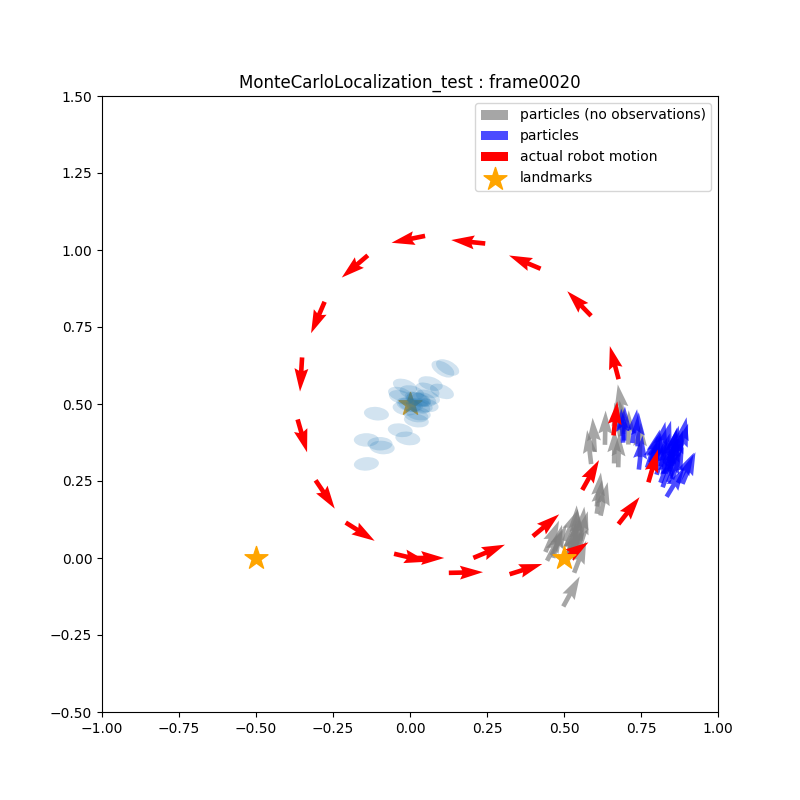 MonteCarloLocalization_test : frame0020
particles (no observations)
particles
actual robot motion
landmarks
1.50
1.25
1.00
0.75
0.50
0.25
0.00
−0.25
−0.50
−1.00 −0.75 −0.50 −0.25 0.00 0.25 0.50 0.75 1.00